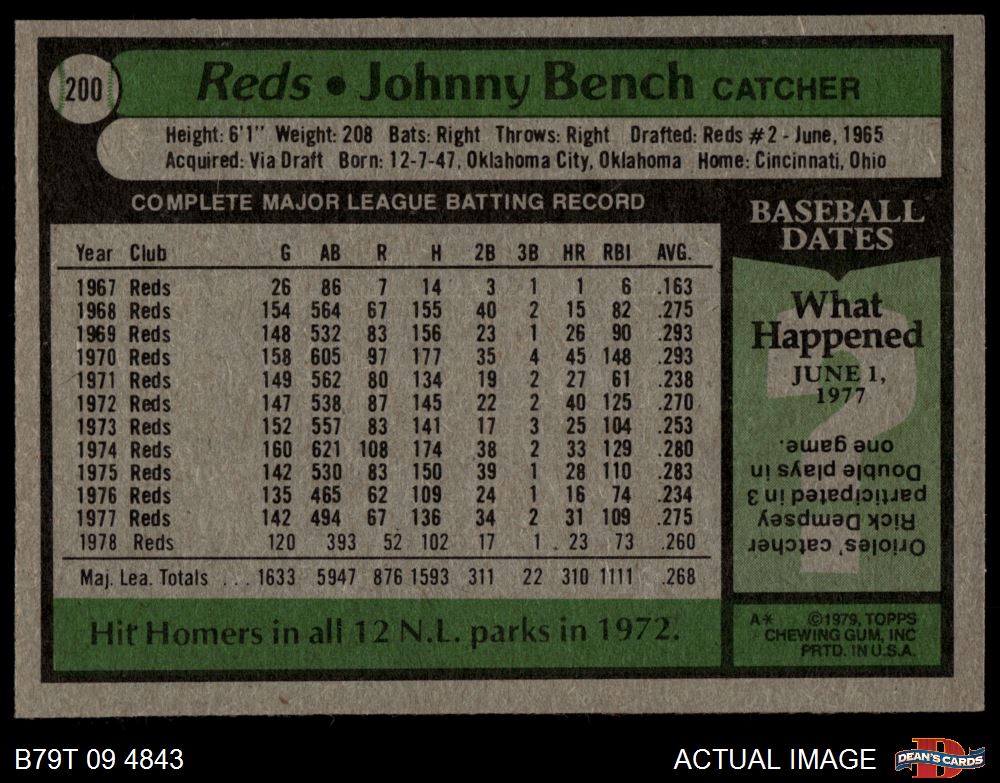 200
Reds • Johnny Bench CATCHER
Height: 6'1" Weight: 208 Bats: Right Throws: Right Drafted: Reds #2 - June, 1965
Acquired: Via Draft Born: 12-7-47, Oklahoma City, Oklahoma Home: Cincinnati, Ohio
COMPLETE MAJOR LEAGUE BATTING RECORD
Year Club G AB R H 2B 3B HR RBI AVG.
1967 Reds 26 86 7 14 3 1 1 6 .163
1968 Reds 154 564 67 155 40 2 15 82 .275
1969 Reds 148 532 83 156 23 1 26 90 .293
1970 Reds 158 605 97 177 35 4 45 148 .293
1971 Reds 149 562 80 134 19 2 27 61 .238
1972 Reds 147 538 87 145 22 2 40 125 .270
1973 Reds 152 557 83 141 17 3 25 104 .253
1974 Reds 160 621 108 174 38 2 33 129 .280
1975 Reds 142 530 83 150 39 1 28 110 .283
1976 Reds 135 465 62 109 24 1 16 74 .234
1977 Reds 142 494 67 136 34 2 31 109 .275
1978 Reds 120 393 52 102 17 1 . 23 73 .260
Maj. Lea. Totals . . . 1633 5947 876 1593 311 22 310 1111 .268
Hit Homers in all 12 N.L. parks in 1972.
BASEBALL
DATES
What
Happened
JUNE 1,
1977
?
Orioles' catcher
Rick Dempsey
participated in 3
Double plays in
one game.
A* ©1979, TOPPS
CHEWING GUM, INC
PRTD. IN U.S.A.
B79T 09 4843
ACTUAL IMAGE
D
DEAN'S CARDS